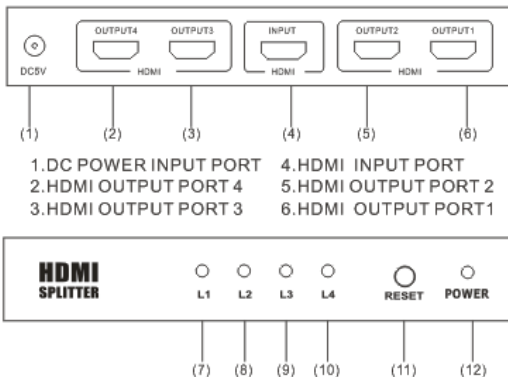 OUTPUT4 OUTPUT3 INPUT OUTPUT2 OUTPUT1
DC5V HDMI HDMI HDMI
(1) (2) (3) (4) (5) (6)
1.DC POWER INPUT PORT 4.HDMI INPUT PORT
2.HDMI OUTPUT PORT 4 5.HDMI OUTPUT PORT 2
3.HDMI OUTPUT PORT 3 6.HDMI OUTPUT PORT1
HDMI
SPLITTER
L1 L2 L3 L4 RESET POWER
(7) (8) (9) (10) (11) (12)